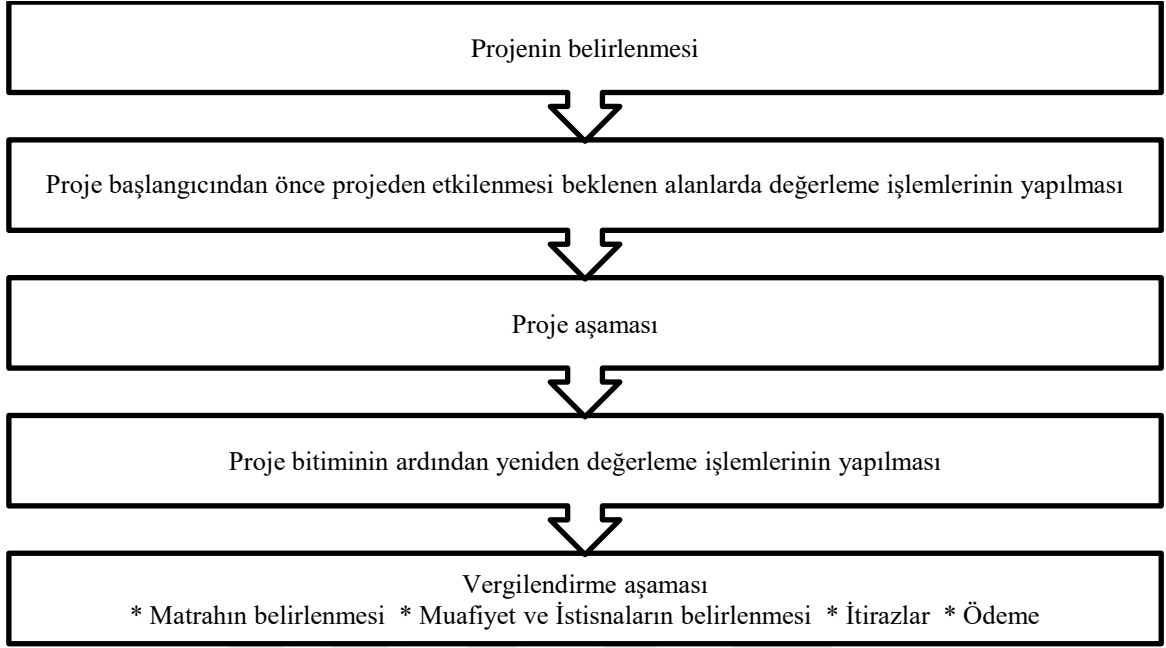 Projenin belirlenmesi
Proje başlangıcından önce projeden etkilenmesi beklenen alanlarda değerleme işlemlerinin yapılması
Proje aşaması
Proje bitiminin ardından yeniden değerleme işlemlerinin yapılması
Vergilendirme aşaması
* Matrahın belirlenmesi * Muafiyet ve İstisnaların belirlenmesi * İtirazlar * Ödeme